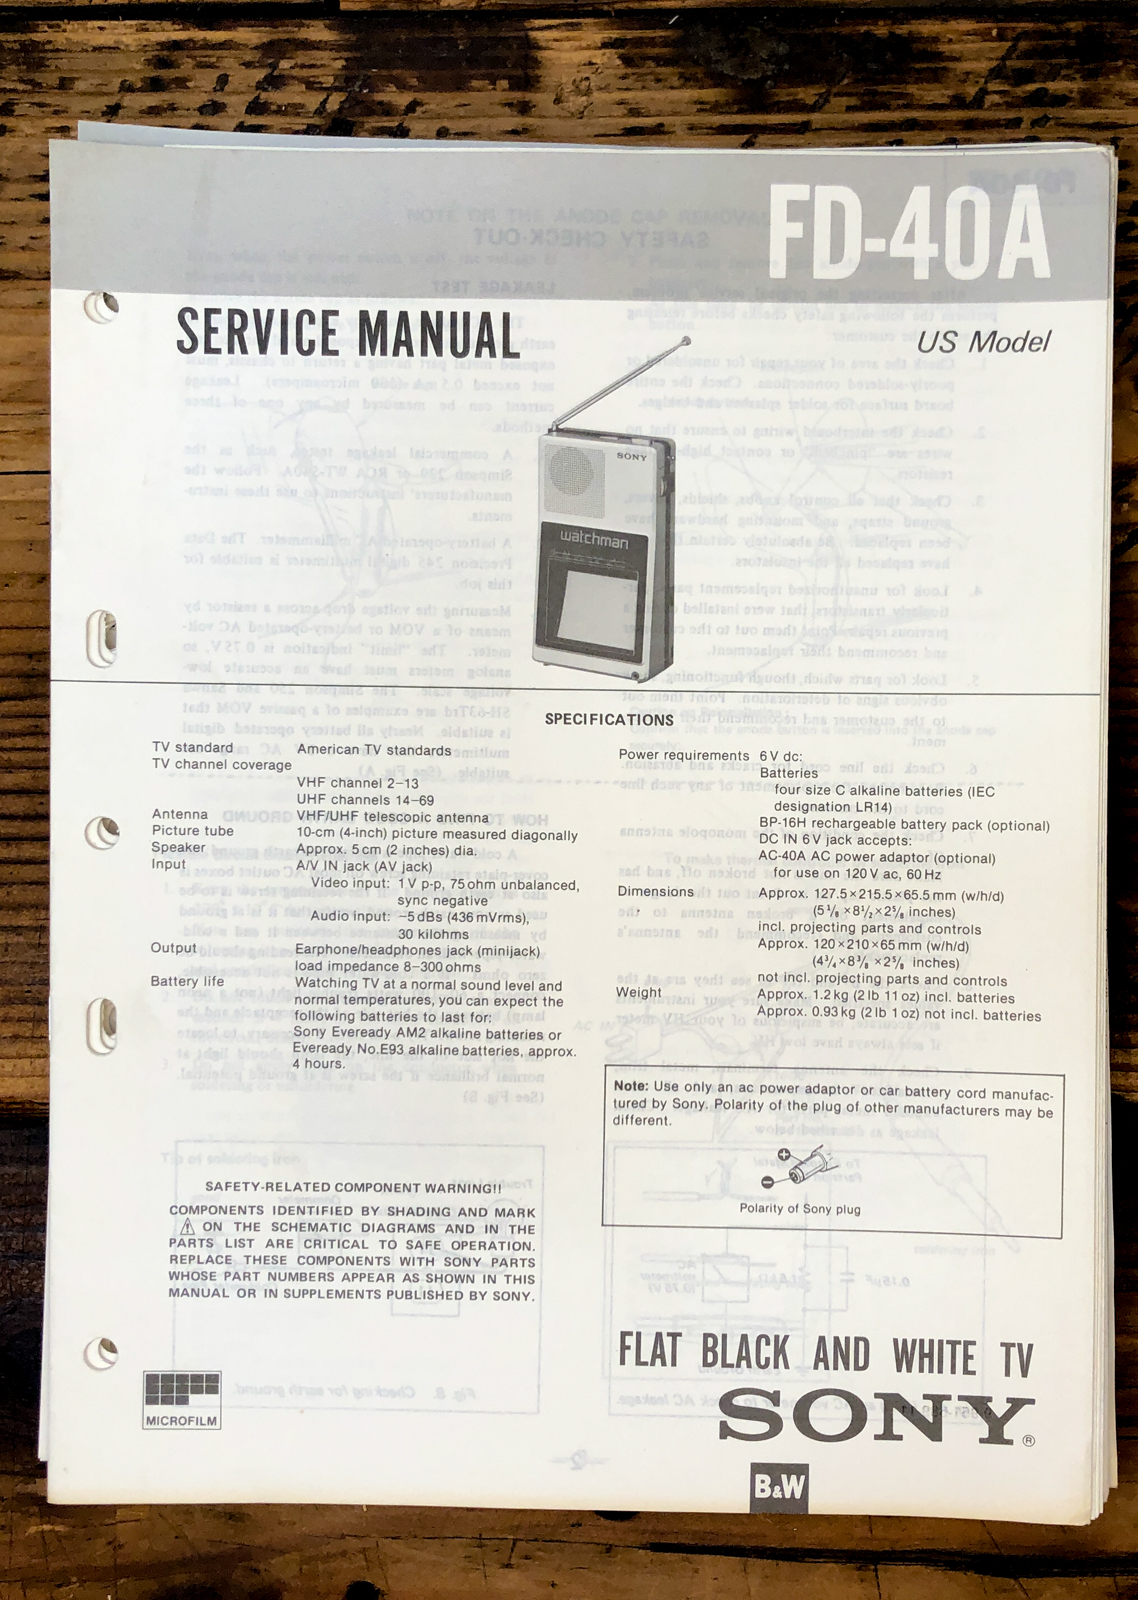 FD-40A
SERVICE MANUAL
US Model
SONY
watchman
SPECIFICATIONS
TV standard American TV standards
TV channel coverage
VHF channel 2–13
UHF channels 14–69
Antenna VHF/UHF telescopic antenna
Picture tube 10-cm (4-inch) picture measured diagonally
Speaker Approx. 5 cm (2 inches) dia.
Input A/V IN jack (AV jack)
Video input: 1 V p-p, 75 ohm unbalanced,
sync negative
Audio input: –5 dBs (436 mVrms),
30 kilohms
Output Earphone/headphones jack (minijack)
load impedance 8–300 ohms
Battery life Watching TV at a normal sound level and
normal temperatures, you can expect the
following batteries to last for:
Sony Eveready AM2 alkaline batteries or
Eveready No.E93 alkaline batteries, approx.
4 hours.
Power requirements 6 V dc:
Batteries
four size C alkaline batteries (IEC
designation LR14)
BP-16H rechargeable battery pack (optional)
DC IN 6 V jack accepts:
AC-40A AC power adaptor (optional)
for use on 120 V ac, 60 Hz
Dimensions Approx. 127.5 × 215.5 × 65.5 mm (w/h/d)
(5 1/8 × 8 1/2 × 2 5/8 inches)
incl. projecting parts and controls
Approx. 120 × 210 × 65 mm (w/h/d)
(4 3/4 × 8 3/8 × 2 5/8 inches)
not incl. projecting parts and controls
Weight Approx. 1.2 kg (2 lb 11 oz) incl. batteries
Approx. 0.93 kg (2 lb 1 oz) not incl. batteries
Note: Use only an ac power adaptor or car battery cord manufac-
tured by Sony. Polarity of the plug of other manufacturers may be
different.
Polarity of Sony plug
SAFETY-RELATED COMPONENT WARNING!!
COMPONENTS IDENTIFIED BY SHADING AND MARK
⚠ ON THE SCHEMATIC DIAGRAMS AND IN THE
PARTS LIST ARE CRITICAL TO SAFE OPERATION.
REPLACE THESE COMPONENTS WITH SONY PARTS
WHOSE PART NUMBERS APPEAR AS SHOWN IN THIS
MANUAL OR IN SUPPLEMENTS PUBLISHED BY SONY.
MICROFILM
FLAT BLACK AND WHITE TV
SONY®
B&W